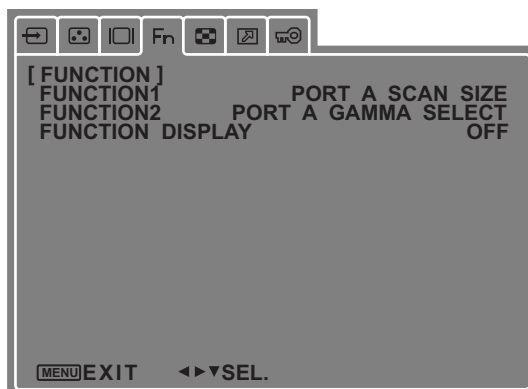 Fn
[ FUNCTION ]
FUNCTION1 PORT A SCAN SIZE
FUNCTION2 PORT A GAMMA SELECT
FUNCTION DISPLAY OFF
MENU EXIT ◄►▼SEL.